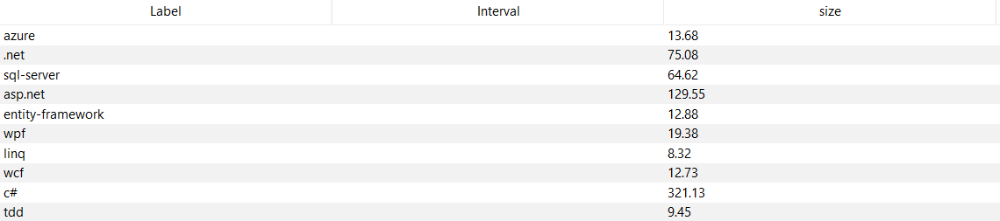 Label Interval size
azure 13.68
.net 75.08
sql-server 64.62
asp.net 129.55
entity-framework 12.88
wpf 19.38
linq 8.32
wcf 12.73
c# 321.13
tdd 9.45